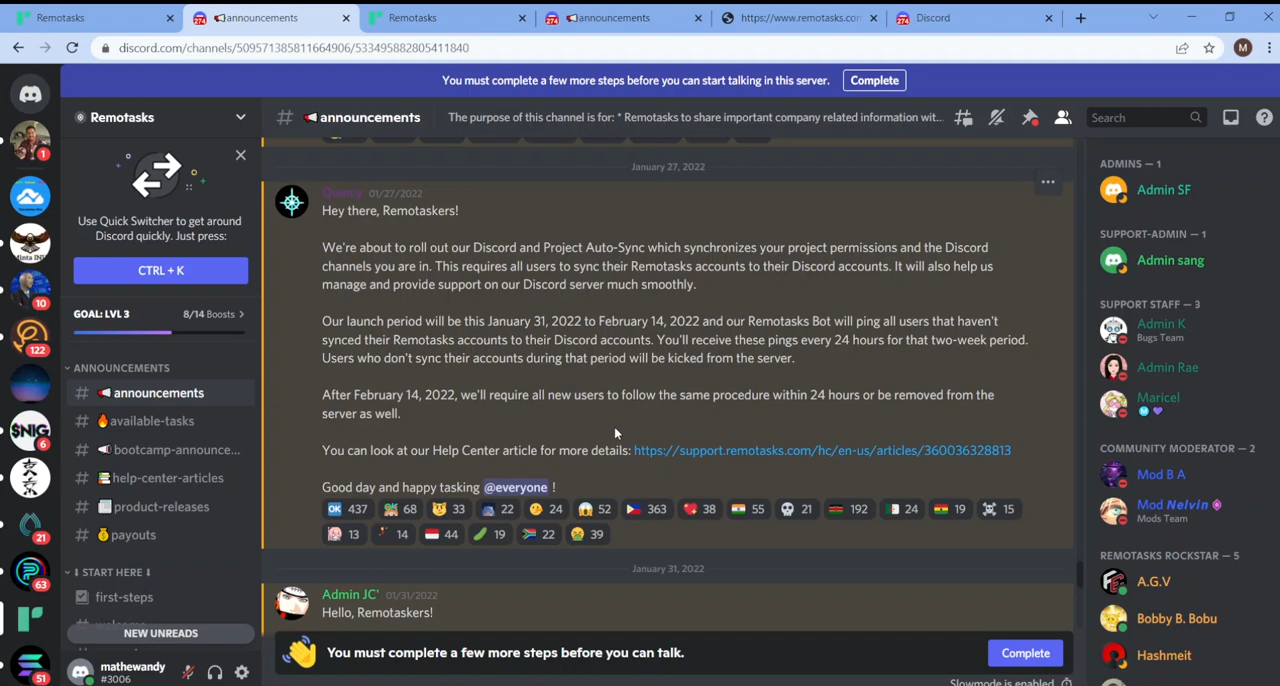 Remotasks
announcements
Remotasks
announcements
https://www.remotasks.con
Discord
discord.com/channels/509571385811664906/533495882805411840
M
You must complete a few more steps before you can start talking in this server.
Complete
Remotasks
# announcements
The purpose of this channel is for: * Remotasks to share important company related information wit...
Search
Use Quick Switcher to get around
Discord quickly. Just press:
CTRL + K
GOAL: LVL 3
8/14 Boosts
ANNOUNCEMENTS
# announcements
# available-tasks
# bootcamp-announce...
# help-center-articles
# product-releases
# payouts
START HERE
first-steps
NEW UNREADS
mathewandy
#3006
1
10
122
$NIG
6
21
63
51
January 27, 2022
Quency 01/27/2022
Hey there, Remotaskers!
We're about to roll out our Discord and Project Auto-Sync which synchronizes your project permissions and the Discord
channels you are in. This requires all users to sync their Remotasks accounts to their Discord accounts. It will also help us
manage and provide support on our Discord server much smoothly.
Our launch period will be this January 31, 2022 to February 14, 2022 and our Remotasks Bot will ping all users that haven't
synced their Remotasks accounts to their Discord accounts. You'll receive these pings every 24 hours for that two-week period.
Users who don't sync their accounts during that period will be kicked from the server.
After February 14, 2022, we'll require all new users to follow the same procedure within 24 hours or be removed from the
server as well.
You can look at our Help Center article for more details: https://support.remotasks.com/hc/en-us/articles/360036328813
Good day and happy tasking @everyone !
OK 437 68 33 22 24 52 363 38 55 21 192 24 19 15
13 14 44 19 22 39
January 31, 2022
Admin JC' 01/31/2022
Hello, Remotaskers!
You must complete a few more steps before you can talk.
Complete
Slowmode is enabled.
ADMINS — 1
Admin SF
SUPPORT-ADMIN — 1
Admin sang
SUPPORT STAFF — 3
Admin K
Bugs Team
Admin Rae
Maricel
COMMUNITY MODERATOR — 2
Mod B A
Mod Nelvin
Mods Team
REMOTASKS ROCKSTAR — 5
A.G.V
Bobby B. Bobu
Hashmeit